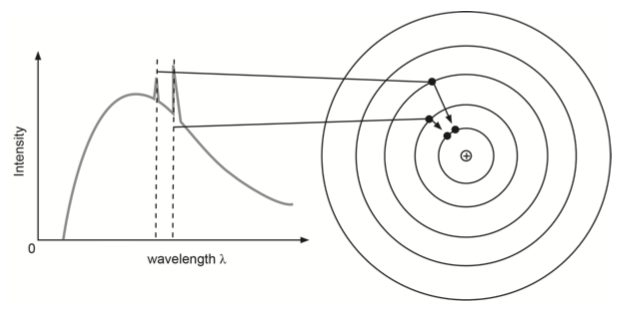 Intensity
0
wavelength λ
+